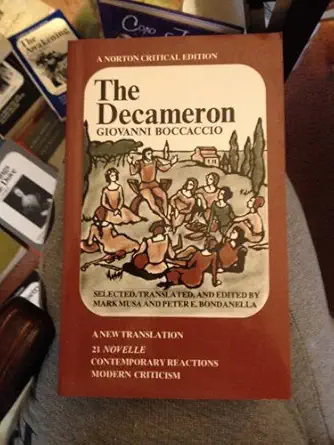 A NORTON CRITICAL EDITION
The
Decameron
GIOVANNI BOCCACCIO
SELECTED, TRANSLATED, AND EDITED BY
MARK MUSA AND PETER E. BONDANELLA
A NEW TRANSLATION
21 NOVELLE
CONTEMPORARY REACTIONS
MODERN CRITICISM
The
Awakening